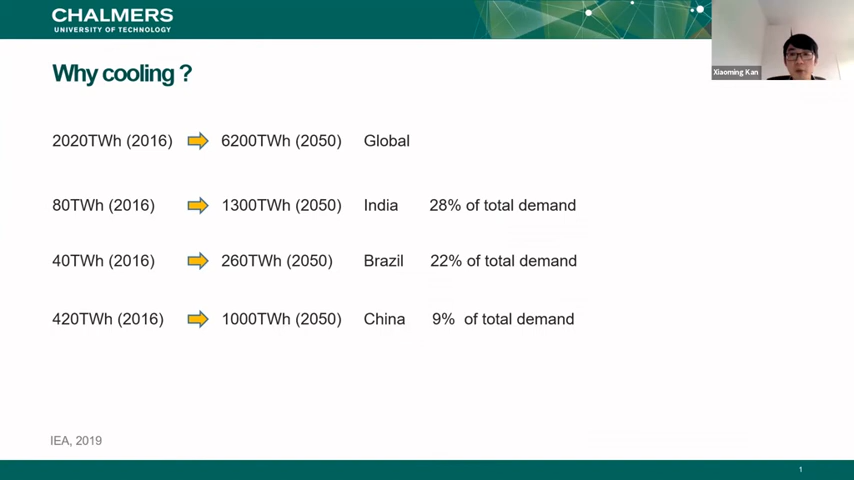 CHALMERS
UNIVERSITY OF TECHNOLOGY
Xiaoming Kan
Why cooling ?
2020TWh (2016) 6200TWh (2050) Global
80TWh (2016) 1300TWh (2050) India 28% of total demand
40TWh (2016) 260TWh (2050) Brazil 22% of total demand
420TWh (2016) 1000TWh (2050) China 9% of total demand
IEA, 2019
1